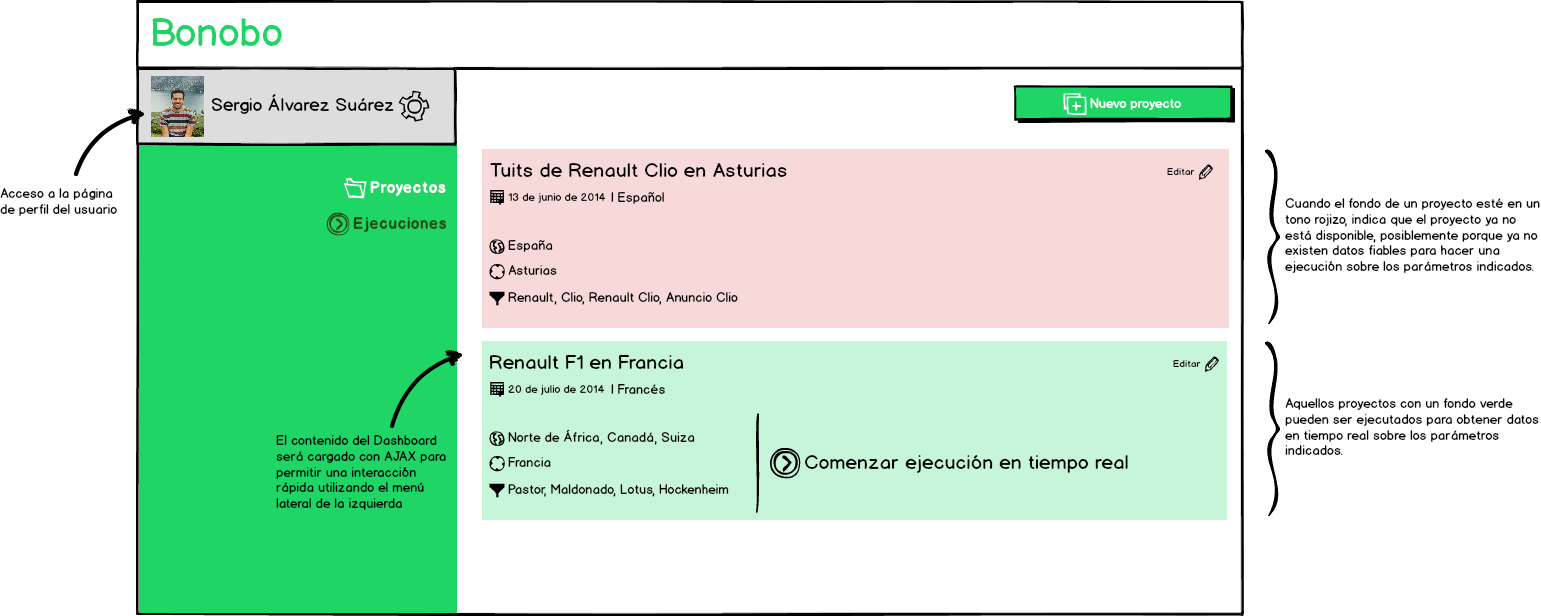 Bonobo
Sergio Álvarez Suárez
Nuevo proyecto
Acceso a la página
de perfil del usuario
Proyectos
Ejecuciones
El contenido del Dashboard
será cargado con AJAX para
permitir una interacción
rápida utilizando el menú
lateral de la izquierda
Tuits de Renault Clio en Asturias
Editar
13 de junio de 2014 | Español
España
Asturias
Renault, Clio, Renault Clio, Anuncio Clio
Cuando el fondo de un proyecto esté en un
tono rojizo, indica que el proyecto ya no
está disponible, posiblemente porque ya no
existen datos fiables para hacer una
ejecución sobre los parámetros indicados.
Renault F1 en Francia
Editar
20 de julio de 2014 | Francés
Norte de África, Canadá, Suiza
Francia
Pastor, Maldonado, Lotus, Hockenheim
Comenzar ejecución en tiempo real
Aquellos proyectos con un fondo verde
pueden ser ejecutados para obtener datos
en tiempo real sobre los parámetros
indicados.